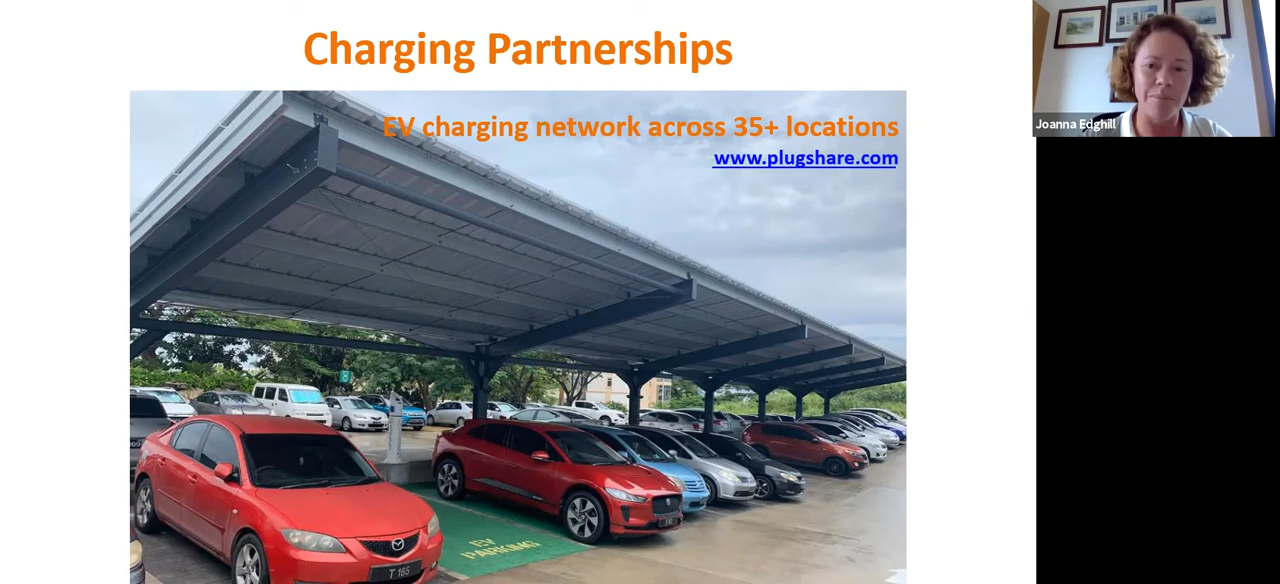 Charging Partnerships
EV charging network across 35+ locations
www.plugshare.com
Joanna Edghill
EV
PARKING
T 165